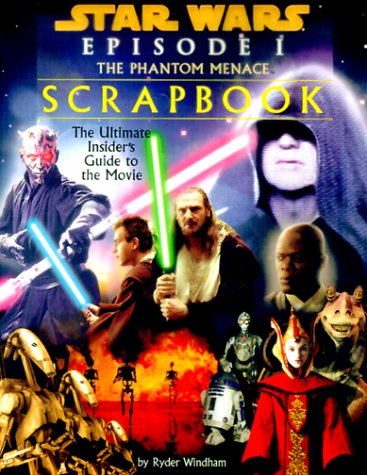 STAR WARS
EPISODE I
THE PHANTOM MENACE
SCRAPBOOK
The Ultimate
Insider's
Guide to
the Movie
by Ryder Windham